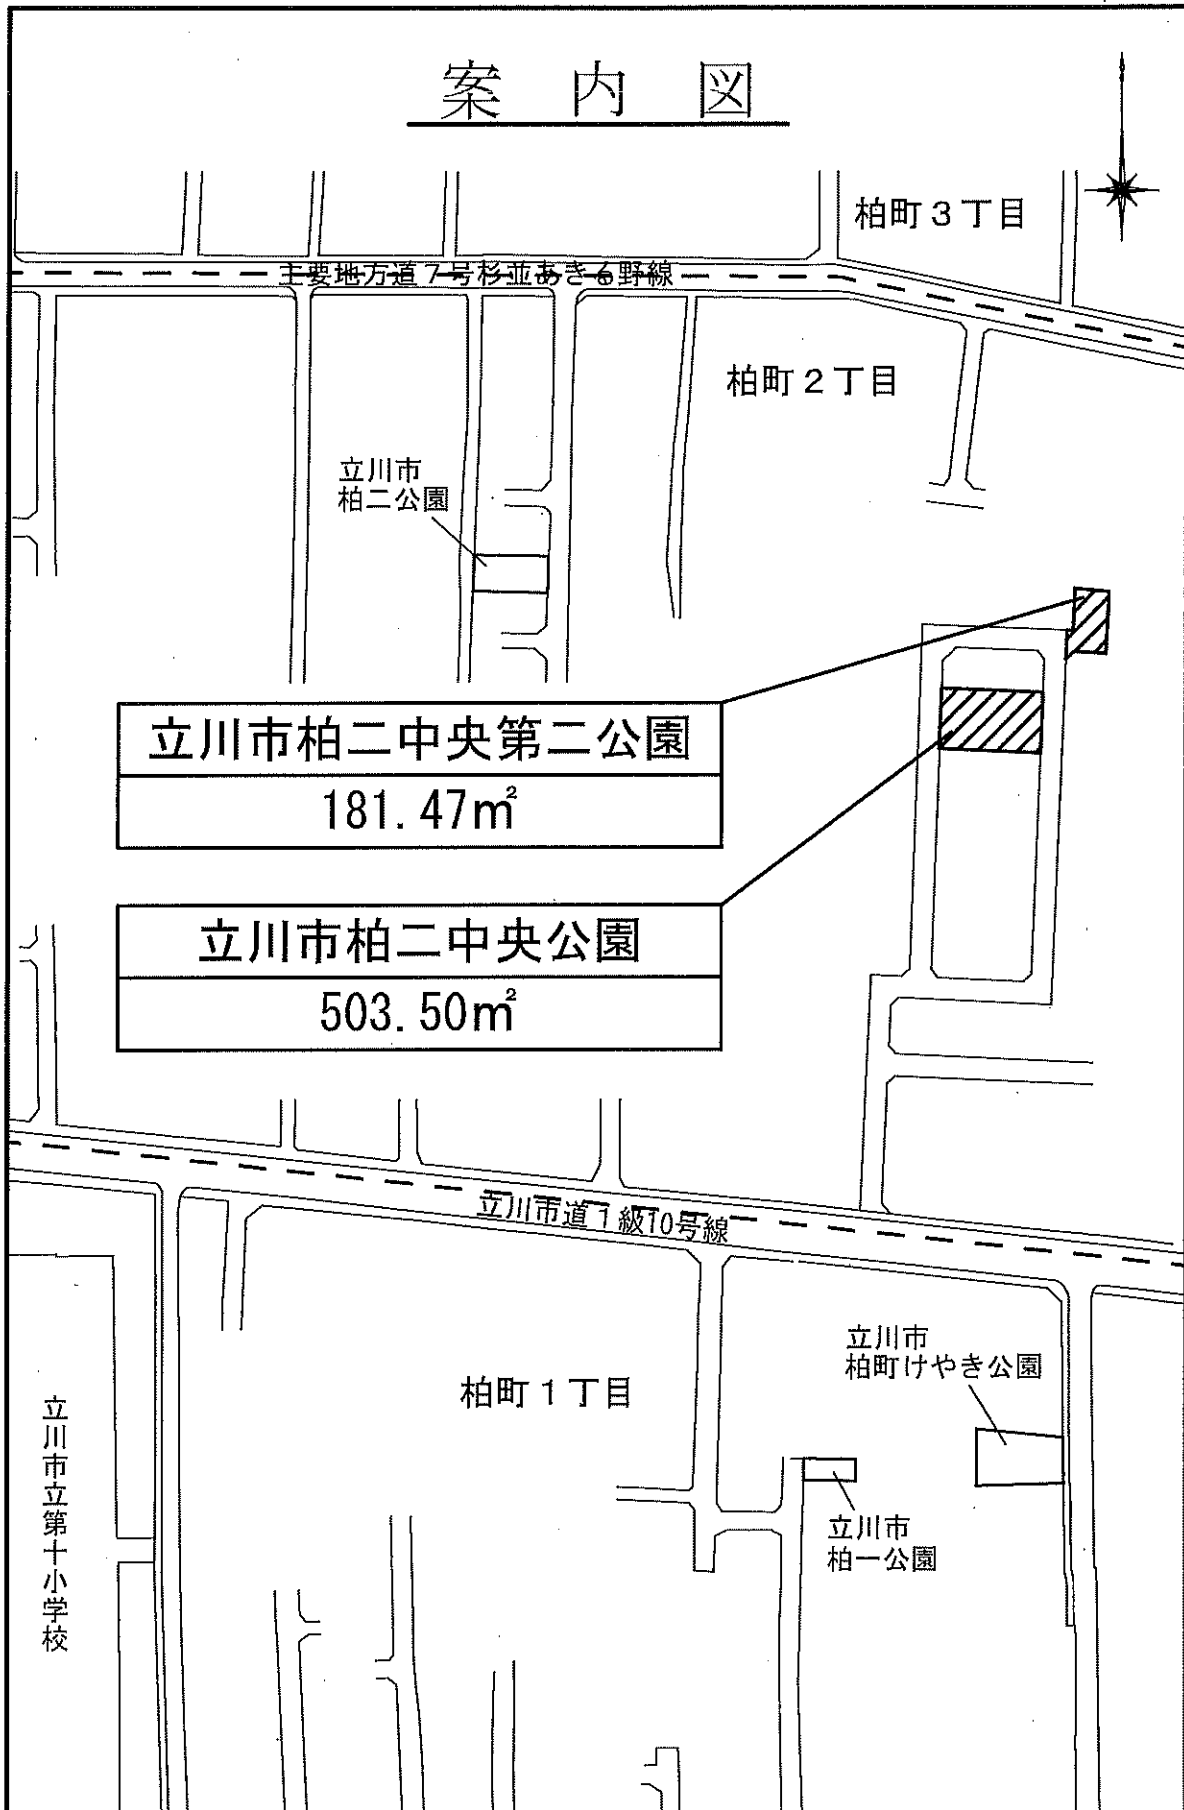 案内図
柏町3丁目
主要地方道7号杉並あきる野線
柏町2丁目
立川市
柏二公園
立川市柏二中央第二公園
181.47㎡
立川市柏二中央公園
503.50㎡
立川市道1級10号線
立川市
柏町けやき公園
柏町1丁目
立川市立第十小学校
立川市
柏一公園